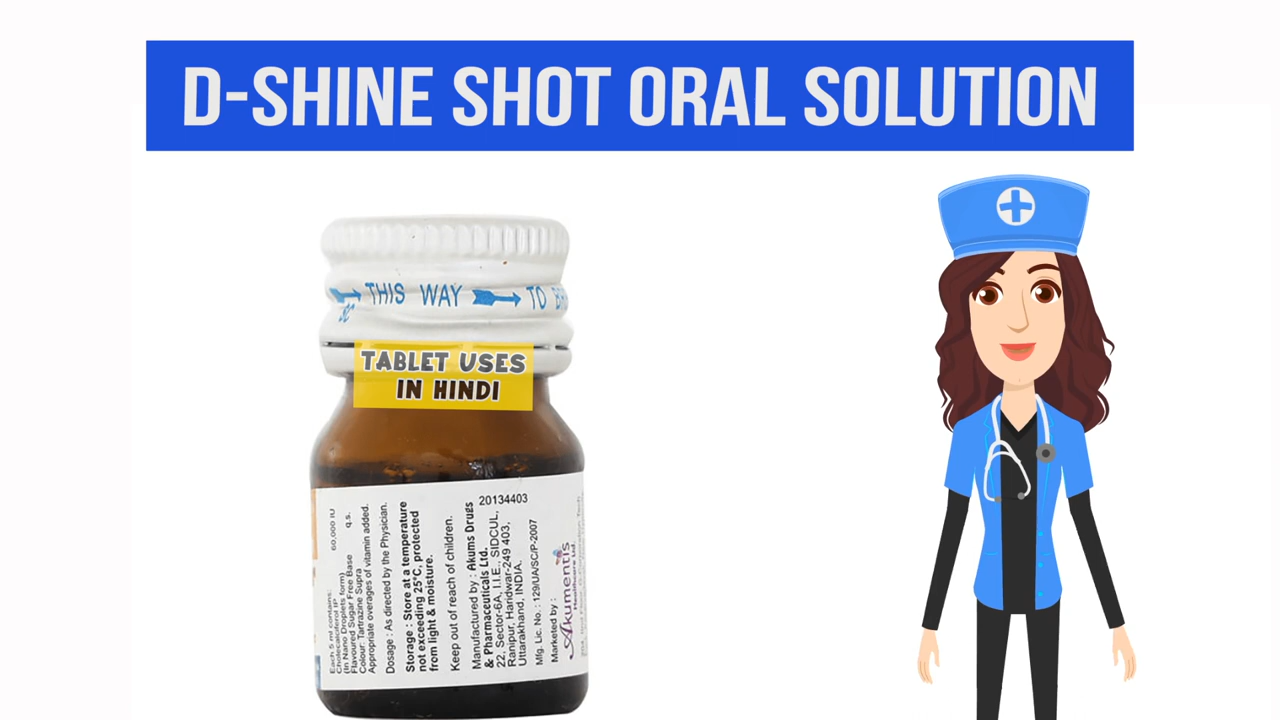 D-SHINE SHOT ORAL SOLUTION
THIS WAY TO
TABLET USES
IN HINDI
Each 5 ml contains:
Cholecalciferol IP 60,000 IU
(In Nano Droplets form)
Flavoured Sugar Free Base q.s.
Colour: Tartrazine Supra
Appropriate overages of vitamin added.
Dosage : As directed by the Physician.
Storage : Store at a temperature
not exceeding 25°C, protected
from light & moisture.
Keep out of reach of children.
Manufactured by : Akums Drugs
& Pharmaceuticals Ltd.
22, Sector-6A, I.I.E., SIDCUL,
Ranipur, Haridwar-249 403,
Uttarakhand, INDIA.
Mfg. Lic. No. : 129/UA/SC/P-2007
Marketed by :
Akumentis
Healthcare Ltd.
20134403